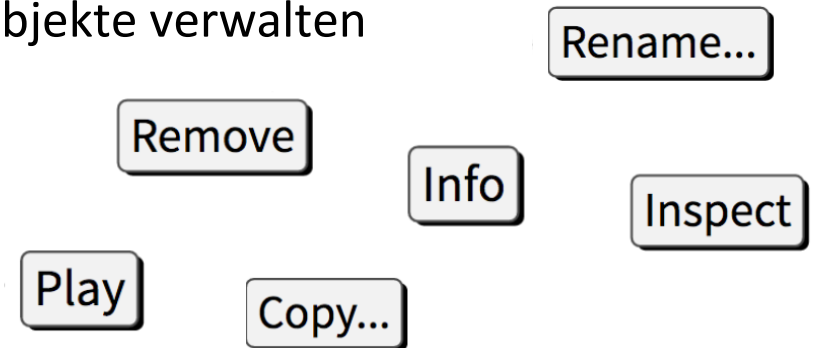 bjekte verwalten
Rename...
Remove
Info
Inspect
Play
Copy...